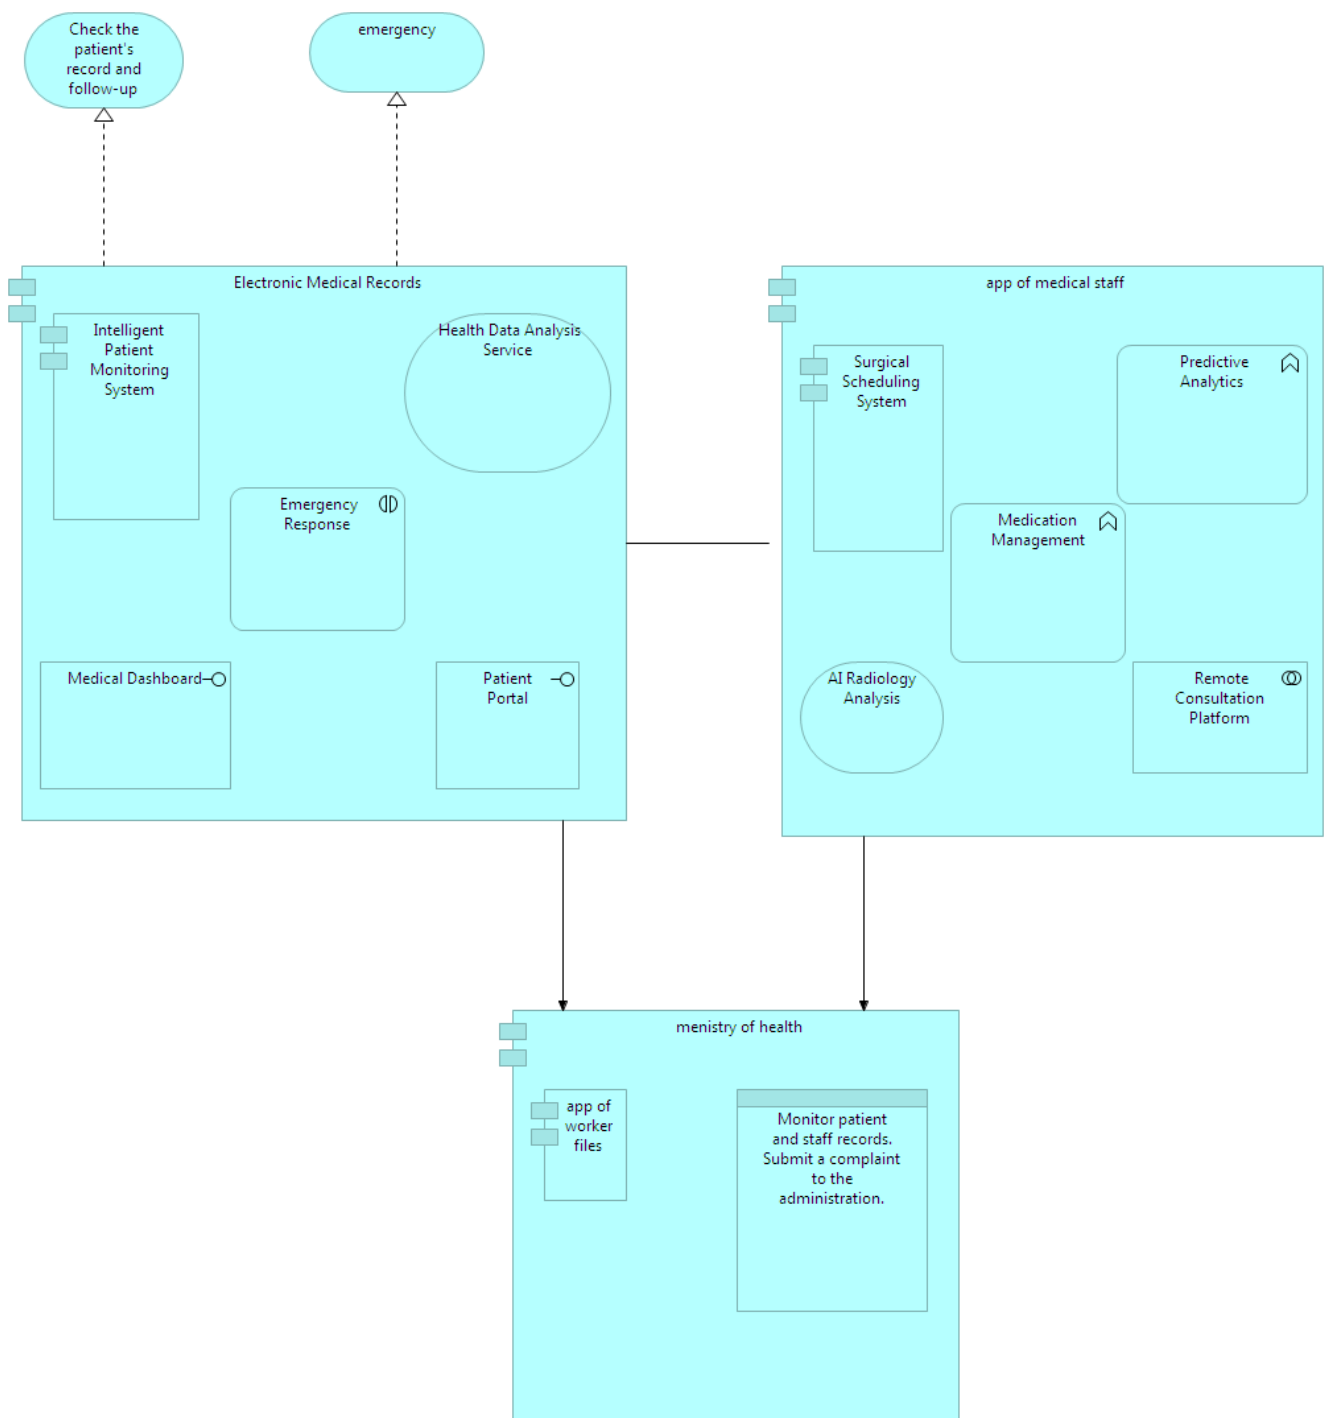 Check the
patient's
record and
follow-up
emergency
Electronic Medical Records
Intelligent
Patient
Monitoring
System
Health Data Analysis
Service
Emergency
Response
Medical Dashboard
Patient
Portal
app of medical staff
Surgical
Scheduling
System
Predictive
Analytics
Medication
Management
AI Radiology
Analysis
Remote
Consultation
Platform
menistry of health
app of
worker
files
Monitor patient
and staff records.
Submit a complaint
to the
administration.